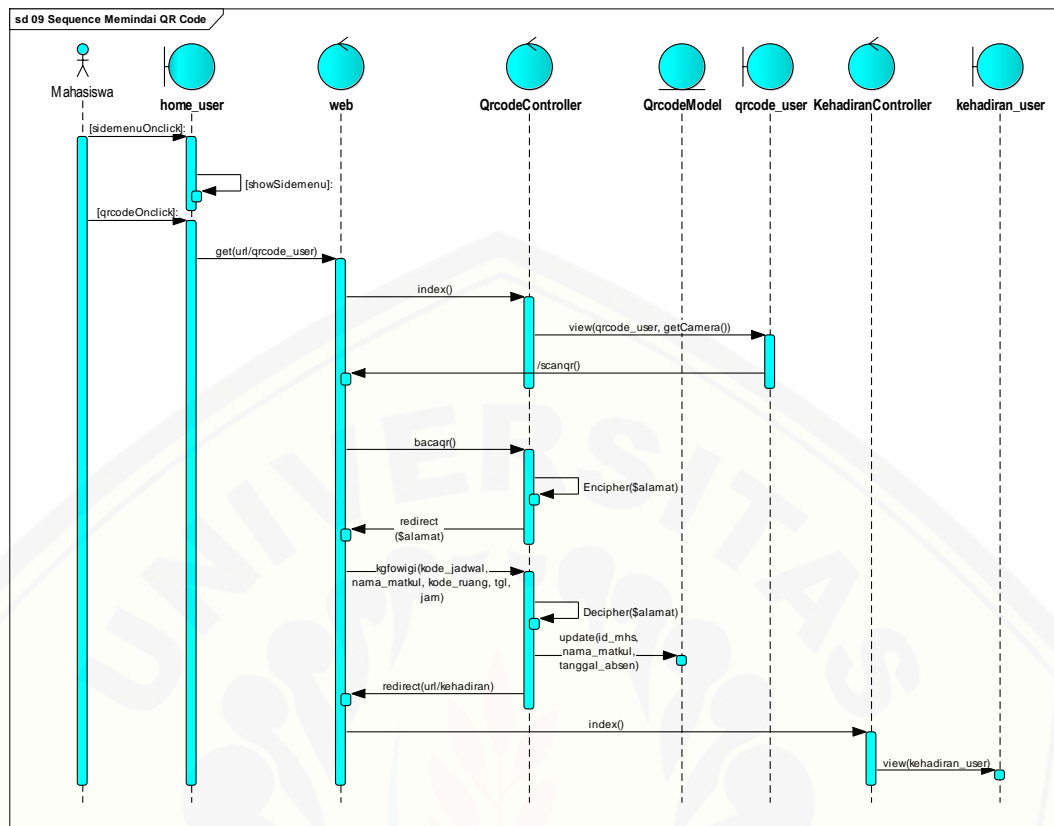 sd 09 Sequence Memindai QR Code
Mahasiswa
home_user
web
QrcodeController
QrcodeModel
qrcode_user
KehadiranController
kehadiran_user
[sidemenuOnclick]:
[showSidemenu]:
[qrcodeOnclick]:
get(url/qrcode_user)
index()
view(qrcode_user, getCamera())
/scanqr()
bacaqr()
Encipher($alamat)
redirect
($alamat)
kgfowigi(kode_jadwal,
nama_matkul, kode_ruang, tgl,
jam)
Decipher($alamat)
update(id_mhs,
nama_matkul,
tanggal_absen)
redirect(url/kehadiran)
index()
view(kehadiran_user)
UNIVERSITAS